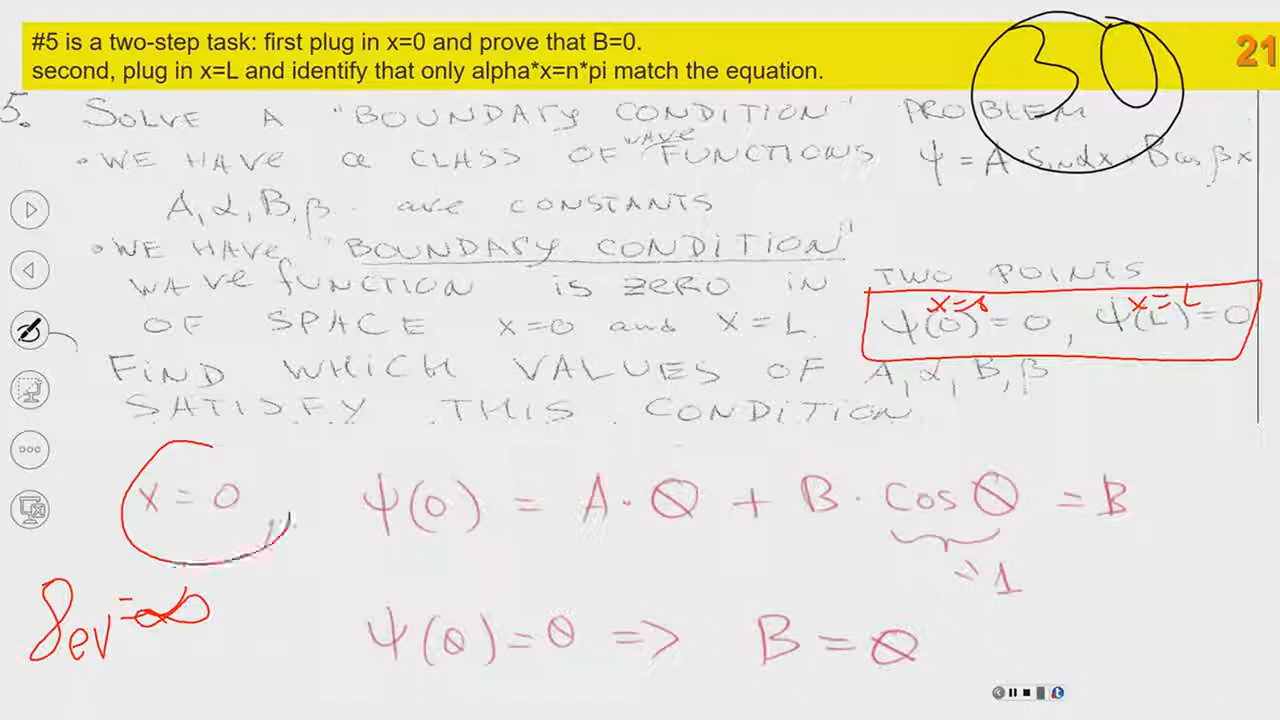 #5 is a two-step task: first plug in x=0 and prove that B=0.
second, plug in x=L and identify that only alpha*x=n*pi match the equation.
21
30
5. SOLVE A "BOUNDARY CONDITION" PROBLEM
• WE HAVE a CLASS OF wave FUNCTIONS ψ = A sin αx + B cos βx
A, α, B, β are CONSTANTS
• WE HAVE "BOUNDARY CONDITION"
WAVE FUNCTION IS ZERO IN TWO POINTS
OF SPACE x=0 and x=L. ψ(0)=0, ψ(L)=0
x=0 x=L
FIND WHICH VALUES OF A, α, B, β
SATISFY THIS CONDITION
x = 0 ψ(0) = A · 0 + B · cos 0 = B
= 1
8ev=∞
ψ(0) = 0 => B = 0